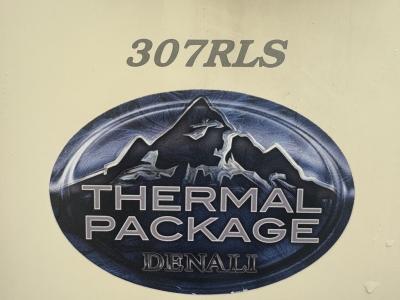 307RLS
THERMAL
PACKAGE
DENALI